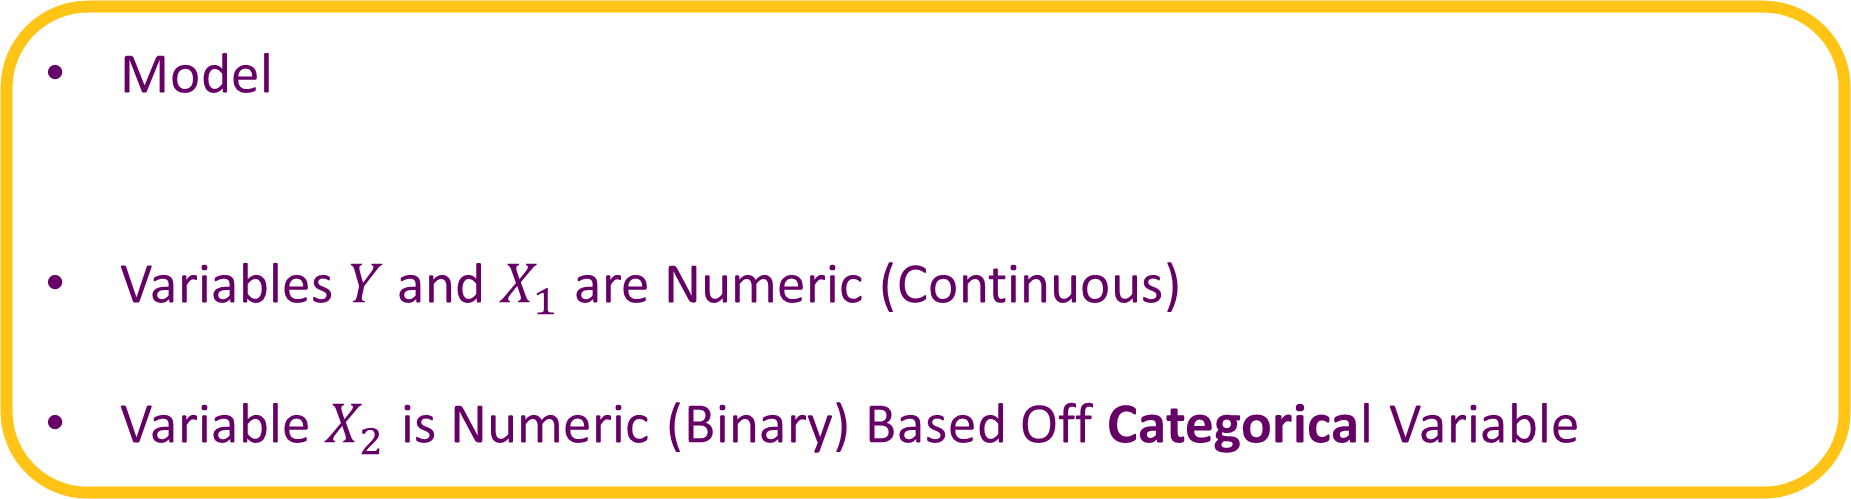 • Model
• Variables Y and X₁ are Numeric (Continuous)
• Variable X₂ is Numeric (Binary) Based Off Categorical Variable